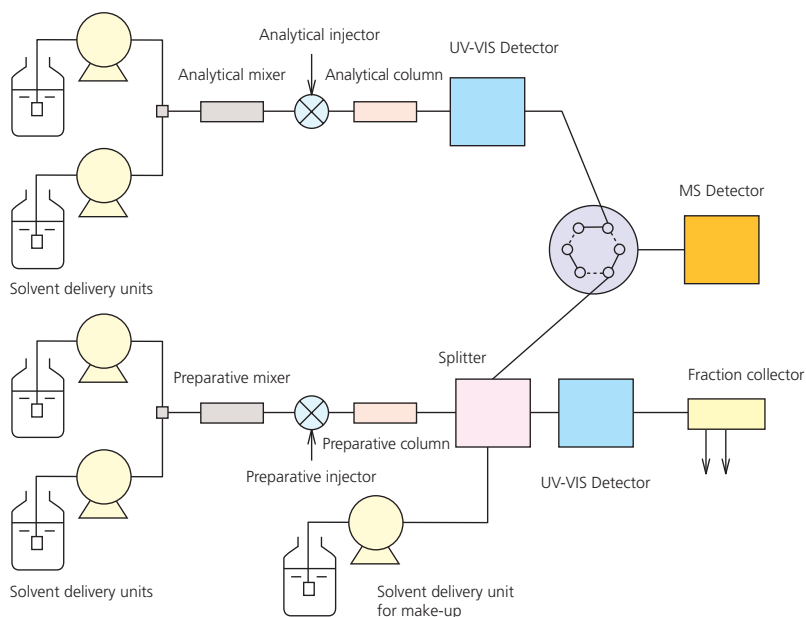 Analytical injector
UV-VIS Detector
Analytical mixer
Analytical column
MS Detector
Solvent delivery units
Splitter
Preparative mixer
Fraction collector
Preparative column
Preparative injector
UV-VIS Detector
Solvent delivery units
Solvent delivery unit
for make-up